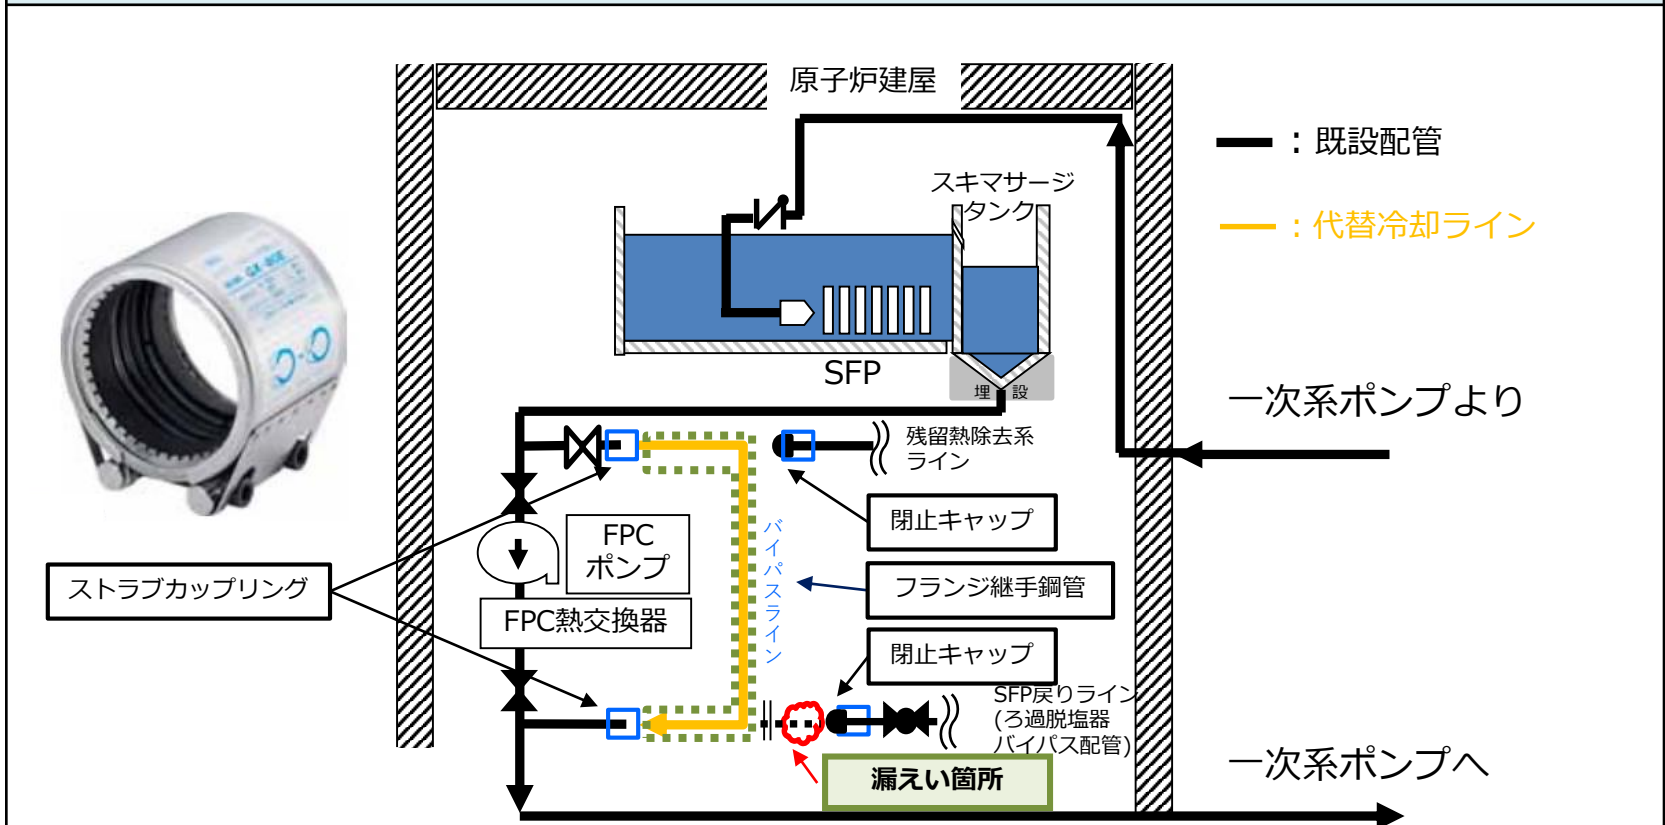 原子炉建屋
：既設配管
：代替冷却ライン
スキマサージ
タンク
SFP
埋 設
一次系ポンプより
残留熱除去系
ライン
閉止キャップ
FPC
ポンプ
バイパスライン
ストラブカップリング
フランジ継手鋼管
FPC熱交換器
閉止キャップ
SFP戻りライン
(ろ過脱塩器
バイパス配管)
漏えい箇所
一次系ポンプへ